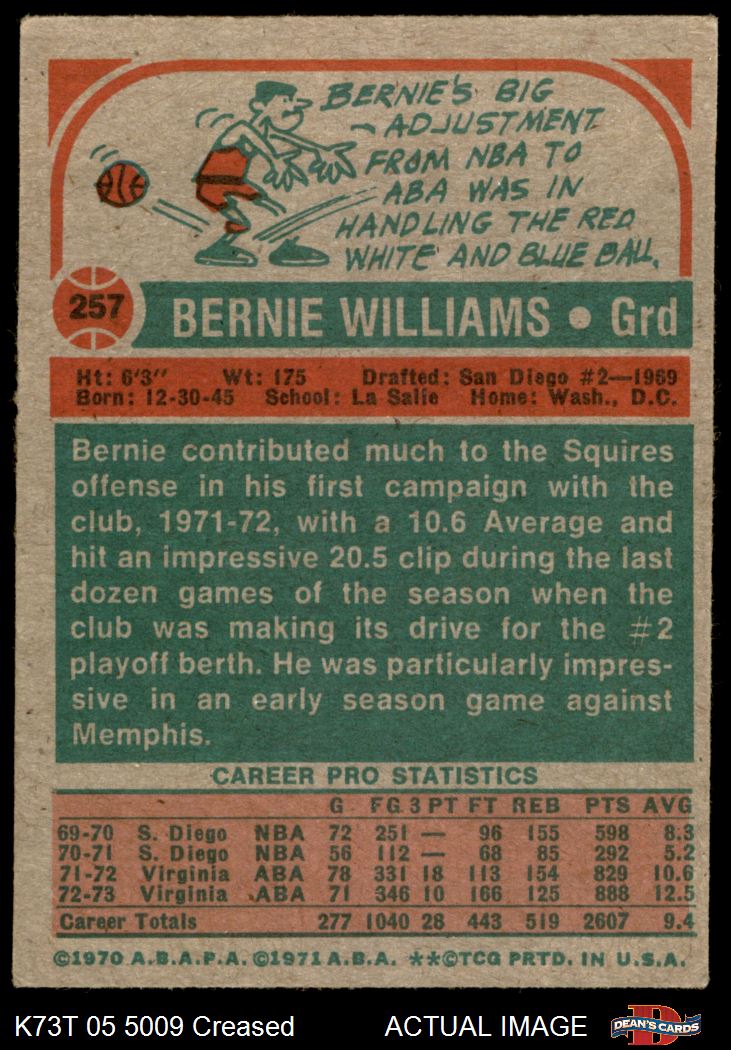 BERNIE'S BIG
ADJUSTMENT
FROM NBA TO
ABA WAS IN
HANDLING THE RED
WHITE AND BLUE BALL.
257
BERNIE WILLIAMS • Grd
Ht: 6'3" Wt: 175 Drafted: San Diego #2—1969
Born: 12-30-45 School: La Salle Home: Wash., D.C.
Bernie contributed much to the Squires
offense in his first campaign with the
club, 1971-72, with a 10.6 Average and
hit an impressive 20.5 clip during the last
dozen games of the season when the
club was making its drive for the #2
playoff berth. He was particularly impres-
sive in an early season game against
Memphis.
CAREER PRO STATISTICS
G FG 3 PT FT REB PTS AVG
69-70 S. Diego NBA 72 251 — 96 155 598 8.3
70-71 S. Diego NBA 56 112 — 68 85 292 5.2
71-72 Virginia ABA 78 331 18 113 154 829 10.6
72-73 Virginia ABA 71 346 10 166 125 888 12.5
Career Totals 277 1040 28 443 519 2607 9.4
©1970 A.B.A.P.A. ©1971 A.B.A. **©TCG PRTD. IN U.S.A.
K73T 05 5009 Creased ACTUAL IMAGE
DEAN'S CARDS